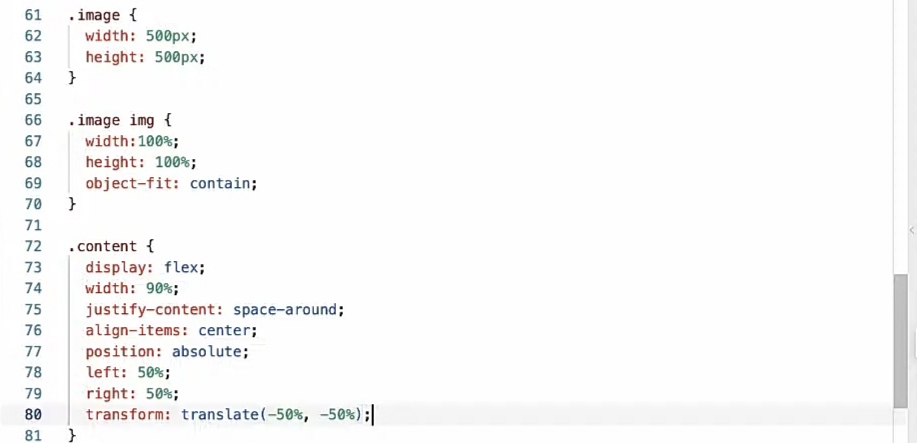 61 .image {
62 width: 500px;
63 height: 500px;
64 }
65
66 .image img {
67 width:100%;
68 height: 100%;
69 object-fit: contain;
70 }
71
72 .content {
73 display: flex;
74 width: 90%;
75 justify-content: space-around;
76 align-items: center;
77 position: absolute;
78 left: 50%;
79 right: 50%;
80 transform: translate(-50%, -50%);
81 }